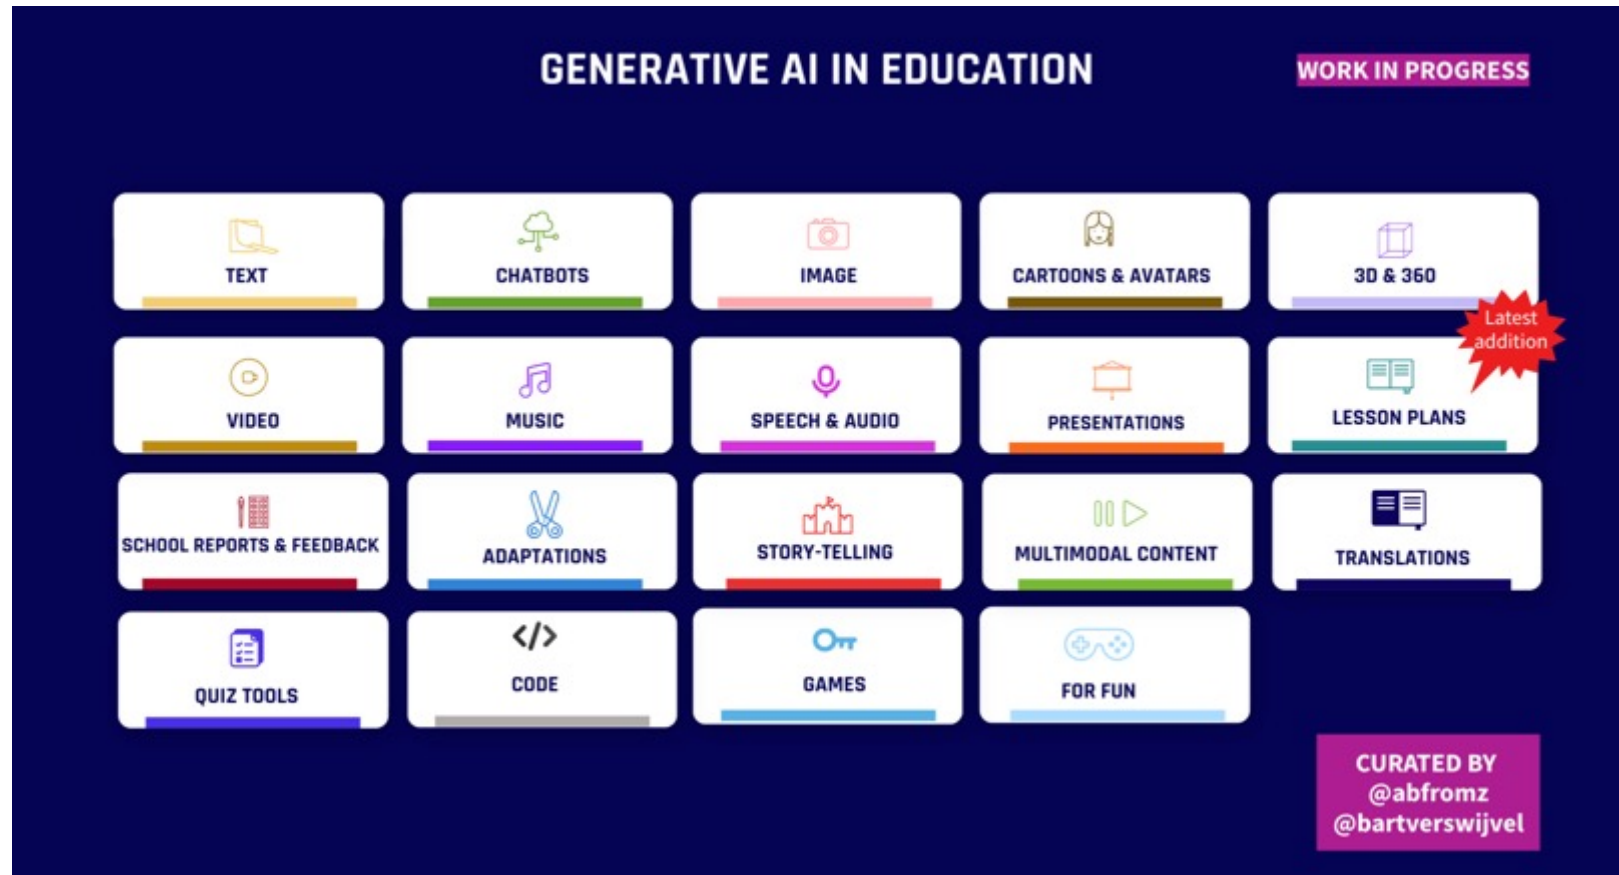 GENERATIVE AI IN EDUCATION
WORK IN PROGRESS
TEXT
CHATBOTS
IMAGE
CARTOONS & AVATARS
3D & 360
Latest
addition
VIDEO
MUSIC
SPEECH & AUDIO
PRESENTATIONS
LESSON PLANS
SCHOOL REPORTS & FEEDBACK
ADAPTATIONS
STORY-TELLING
MULTIMODAL CONTENT
TRANSLATIONS
QUIZ TOOLS
</>
CODE
GAMES
FOR FUN
CURATED BY
@abfromz
@bartverswijvel